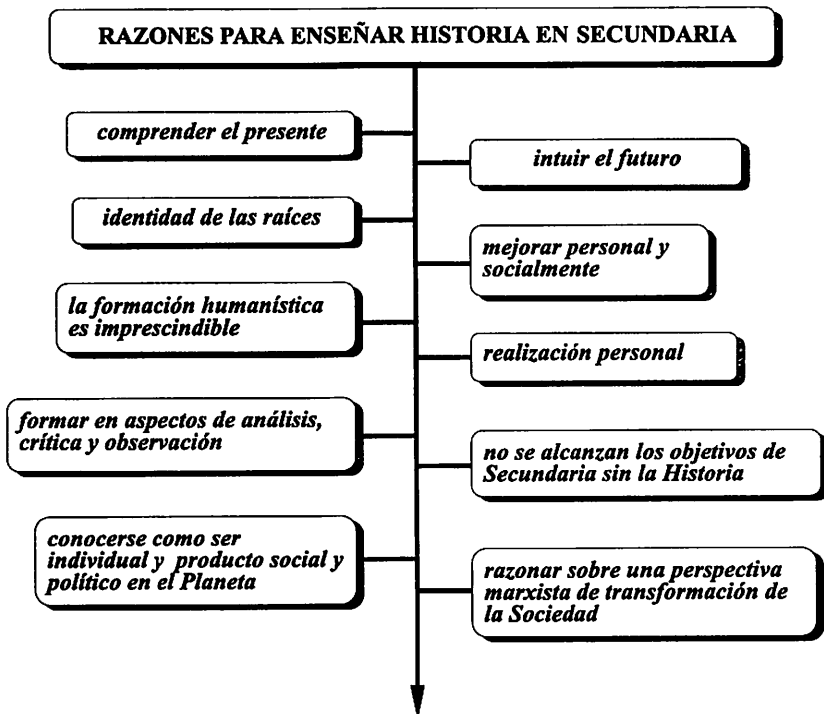 RAZONES PARA ENSEÑAR HISTORIA EN SECUNDARIA
comprender el presente
intuir el futuro
identidad de las raíces
mejorar personal y
socialmente
la formación humanística
es imprescindible
realización personal
formar en aspectos de análisis,
crítica y observación
no se alcanzan los objetivos de
Secundaria sin la Historia
conocerse como ser
individual y producto social y
político en el Planeta
razonar sobre una perspectiva
marxista de transformación de
la Sociedad